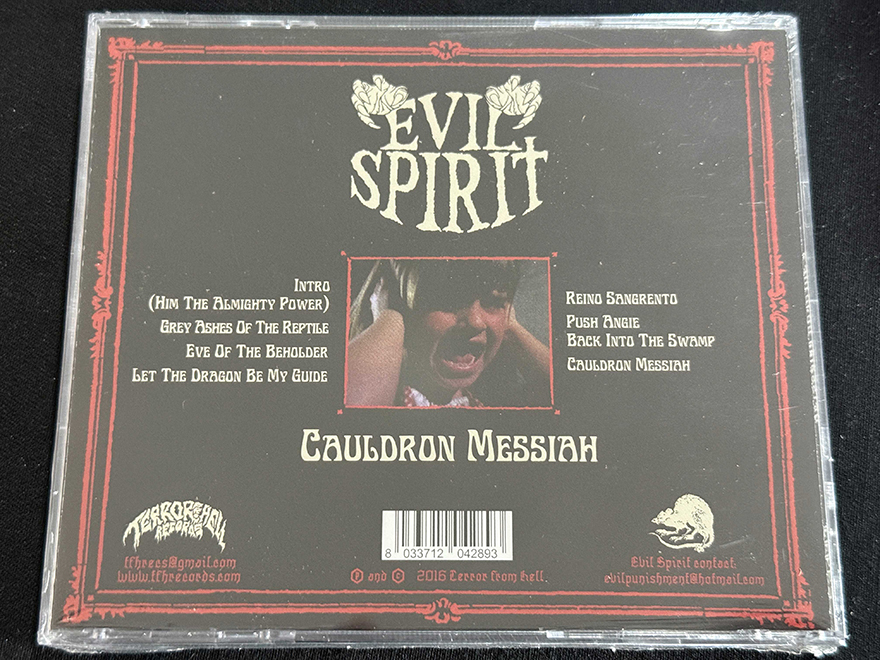 EVIL
SPIRIT
Intro
(Him The Almighty Power)
Grey Ashes Of The Reptile
Eve Of The Beholder
Let The Dragon Be My Guide
Reino Sangrento
Push Angie
Back Into The Swamp
Cauldron Messiah
Cauldron Messiah
TERROR FROM HELL
RECORDS
tfhrecs@gmail.com
www.tfhrecords.com
8 033712 042893
℗ and © 2016 Terror from hell
Evil Spirit contact:
evilpunishment@hotmail.com